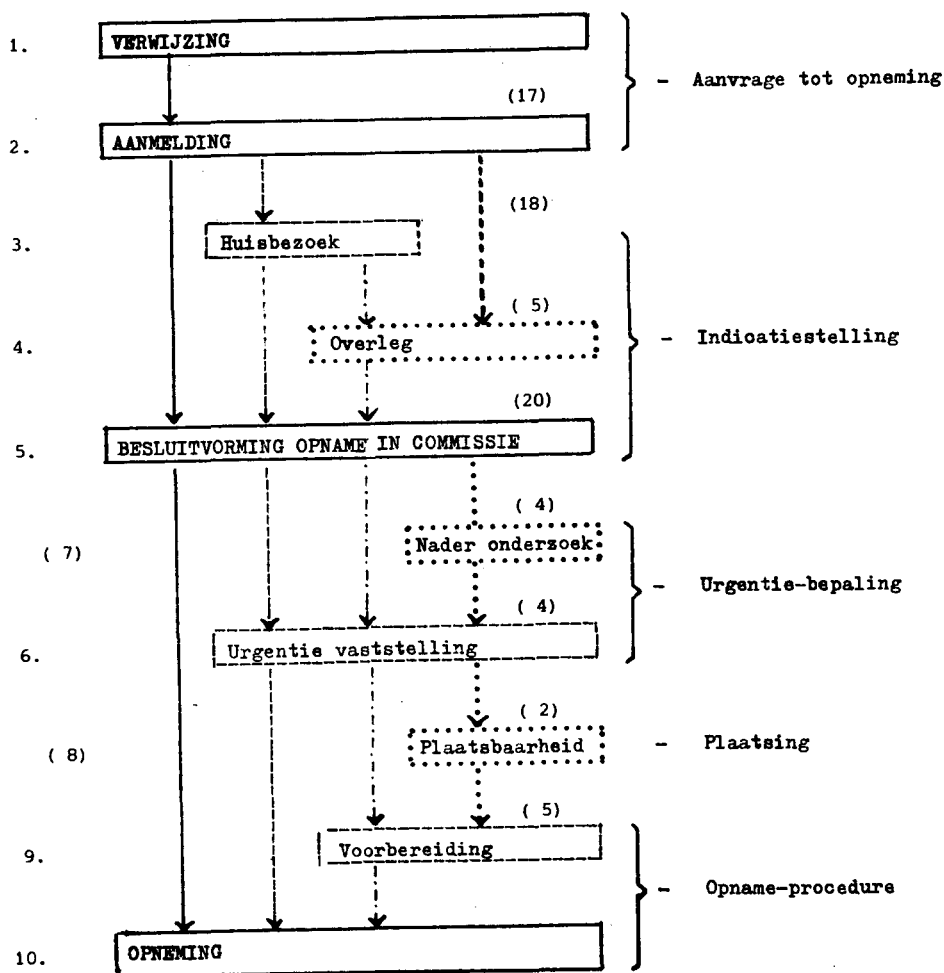 1. VERWIJZING
- Aanvrage tot opneming
(17)
2. AANMELDING
(18)
3. Huisbezoek
( 5)
4. Overleg
- Indicatiestelling
(20)
5. BESLUITVORMING OPNAME IN COMMISSIE
( 4)
( 7) Nader onderzoek
- Urgentie-bepaling
( 4)
6. Urgentie vaststelling
( 2)
( 8) Plaatsbaarheid - Plaatsing
( 5)
9. Voorbereiding
- Opname-procedure
10. OPNEMING